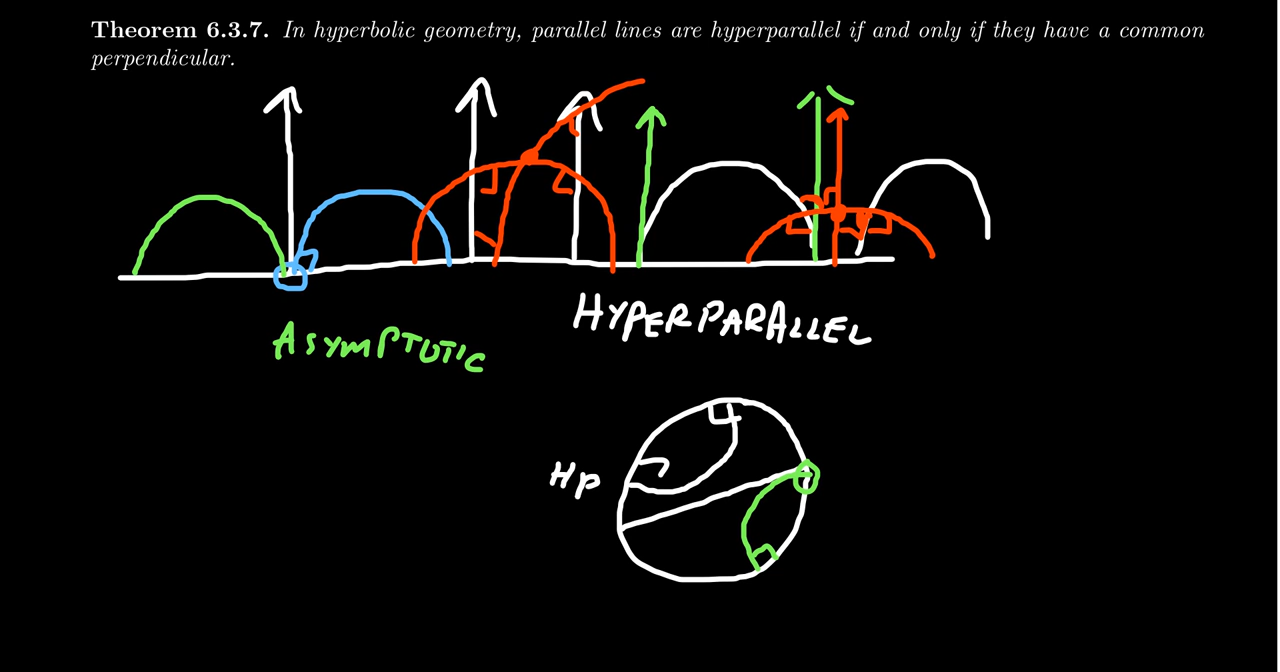 Theorem 6.3.7. In hyperbolic geometry, parallel lines are hyperparallel if and only if they have a common
perpendicular.
HYPERPARALLEL
ASYMPTOTIC
HP